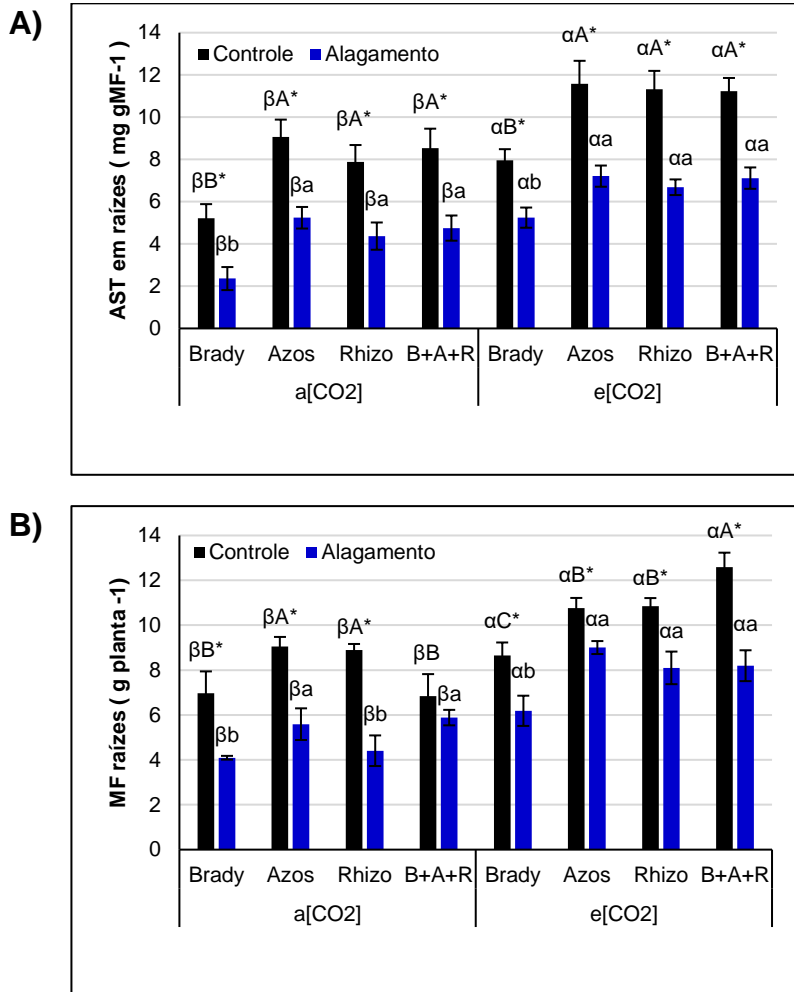 A)
AST em raízes ( mg gMF-1)
14
12
10
8
6
4
2
0
Controle Alagamento
βB* βb βA* βa βA* βa βA* βa αB* αb αA* αa αA* αa αA* αa
Brady Azos Rhizo B+A+R Brady Azos Rhizo B+A+R
a[CO2] e[CO2]
B)
MF raízes ( g planta -1)
14
12
10
8
6
4
2
0
Controle Alagamento
βB* βb βA* βa βA* βb βB βa αC* αb αB* αa αB* αa αA* αa
Brady Azos Rhizo B+A+R Brady Azos Rhizo B+A+R
a[CO2] e[CO2]